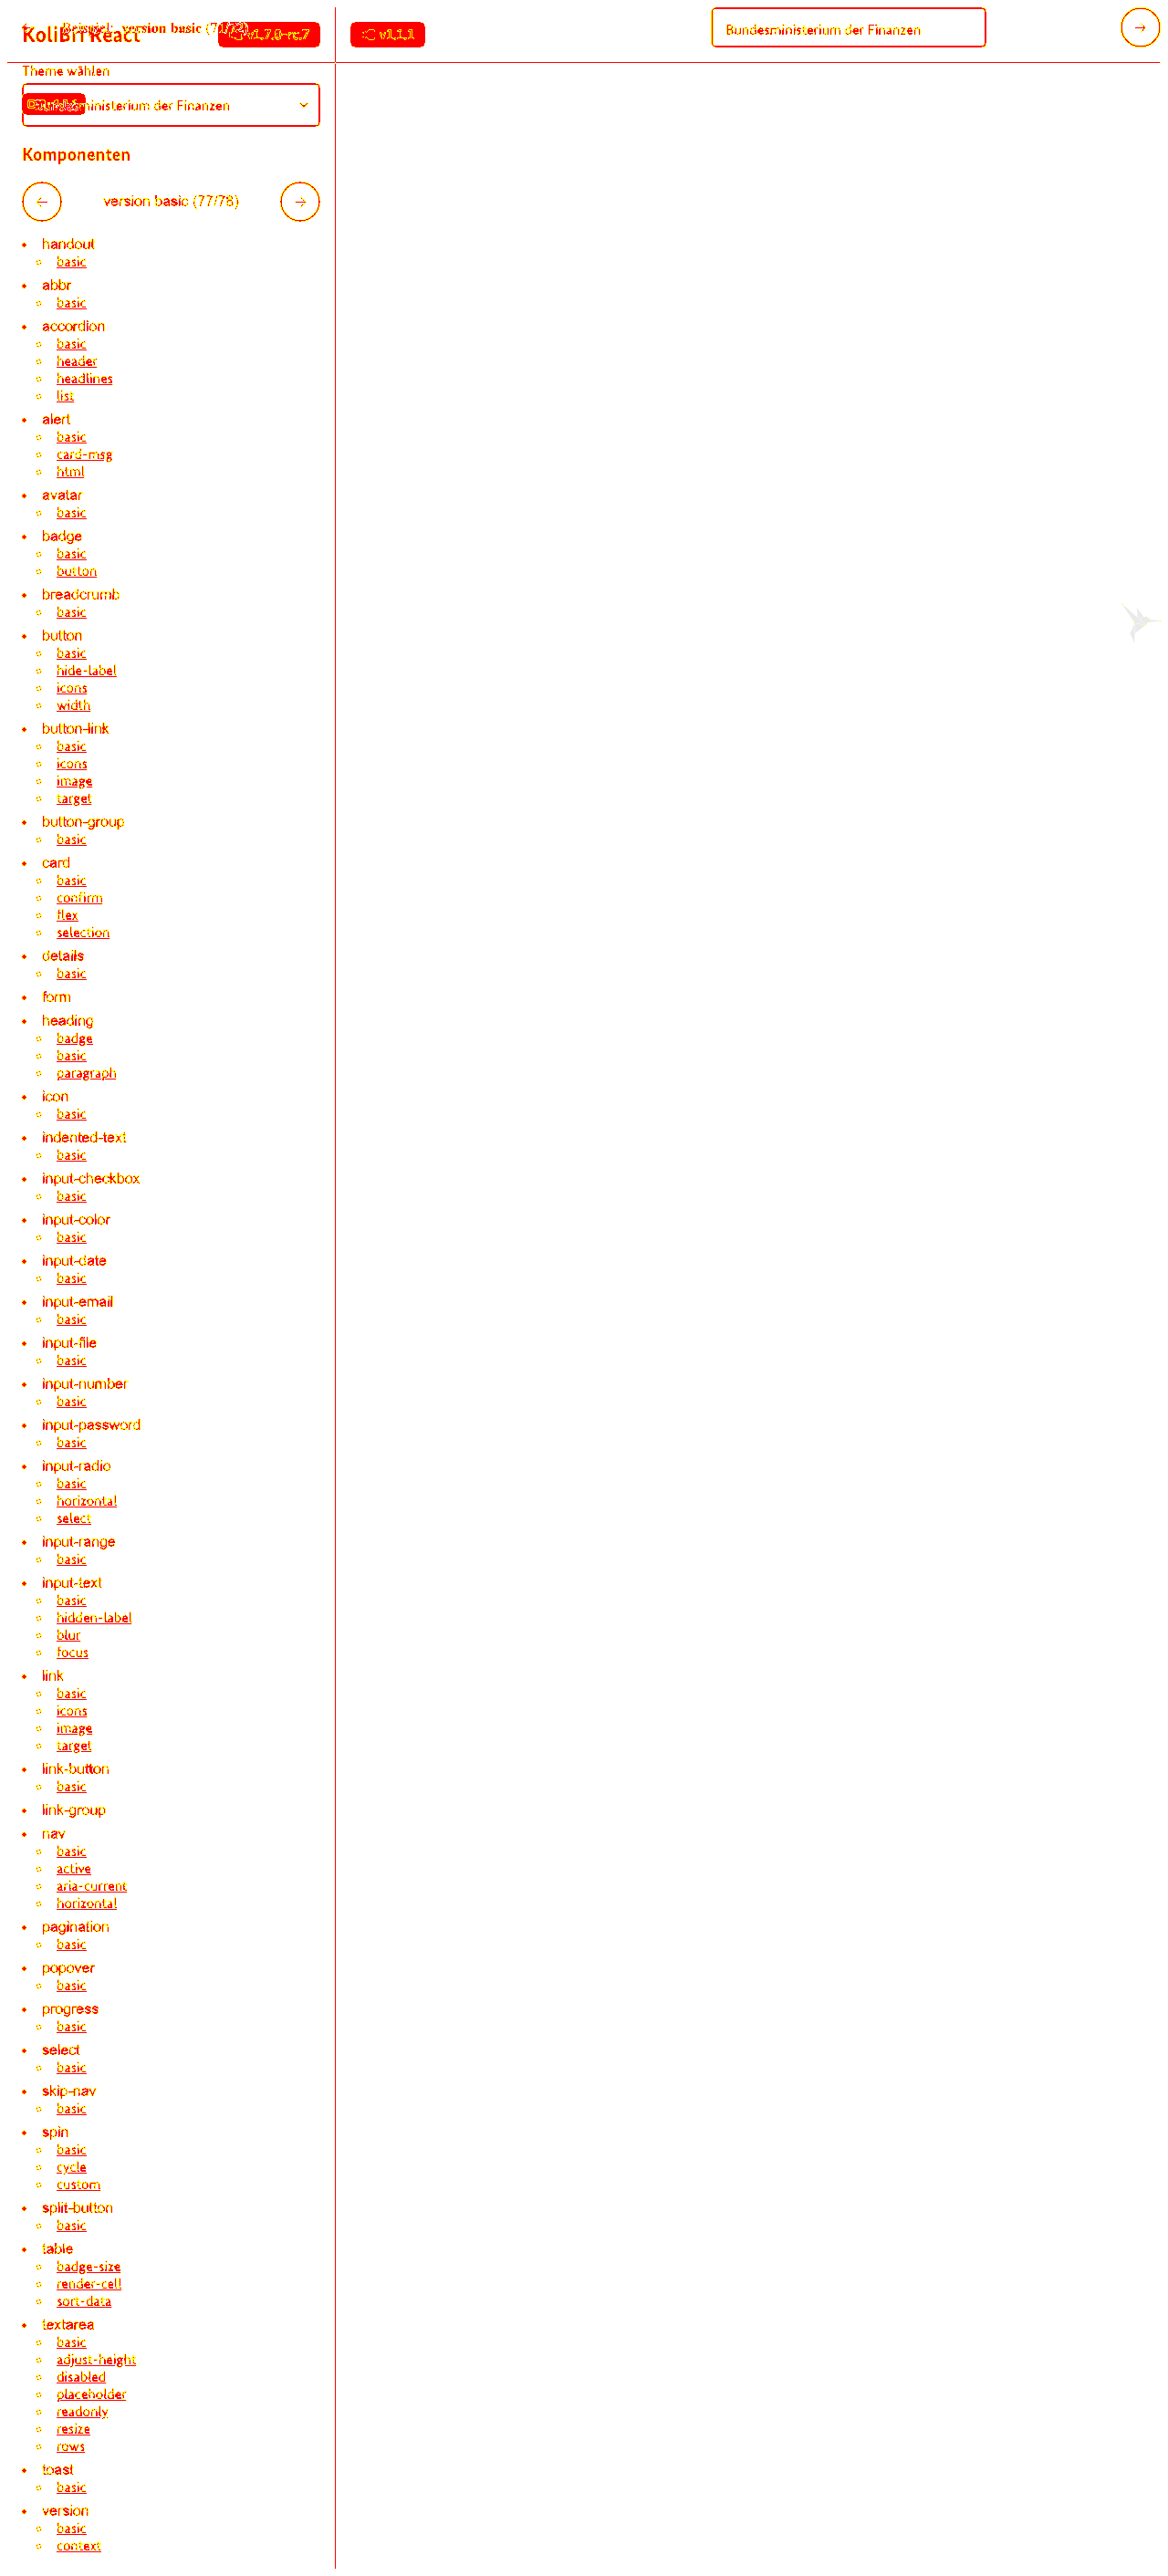 KoliBri React
v1.7.0-rc.7
v1.1.1
Bundesministerium der Finanzen
Beispiel: version basic
Theme wählen
Bundesministerium der Finanzen
Komponenten
version basic (77/78)
handout
basic
abbr
basic
accordion
basic
header
headlines
list
alert
basic
card-msg
html
avatar
basic
badge
basic
button
breadcrumb
basic
button
basic
hide-label
icons
width
button-link
basic
icons
image
target
button-group
basic
card
basic
confirm
flex
selection
details
basic
form
heading
badge
basic
paragraph
icon
basic
indented-text
basic
input-checkbox
basic
input-color
basic
input-date
basic
input-email
basic
input-file
basic
input-number
basic
input-password
basic
input-radio
basic
horizontal
select
input-range
basic
input-text
basic
hidden-label
blur
focus
link
basic
icons
image
target
link-button
basic
link-group
nav
basic
active
aria-current
horizontal
pagination
basic
popover
basic
progress
basic
select
basic
skip-nav
basic
spin
basic
cycle
custom
split-button
basic
table
badge-size
render-cell
sort-data
textarea
basic
adjust-height
disabled
placeholder
readonly
resize
rows
toast
basic
version
basic
context